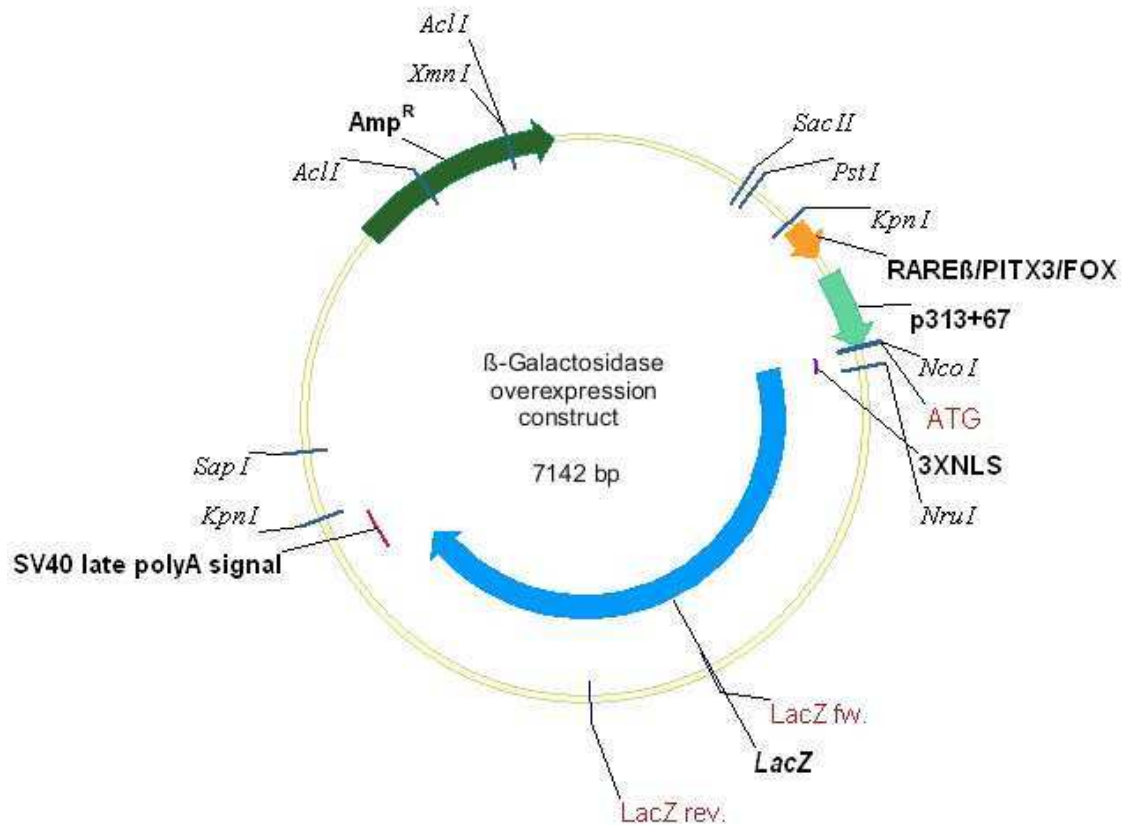 Acl I
Xmn I
Amp^R
Acl I
Sac II
Pst I
Kpn I
RAREß/PITX3/FOX
p313+67
Nco I
ATG
3XNLS
Nru I
ß-Galactosidase
overexpression
construct
7142 bp
Sap I
Kpn I
SV40 late polyA signal
LacZ fw.
LacZ
LacZ rev.